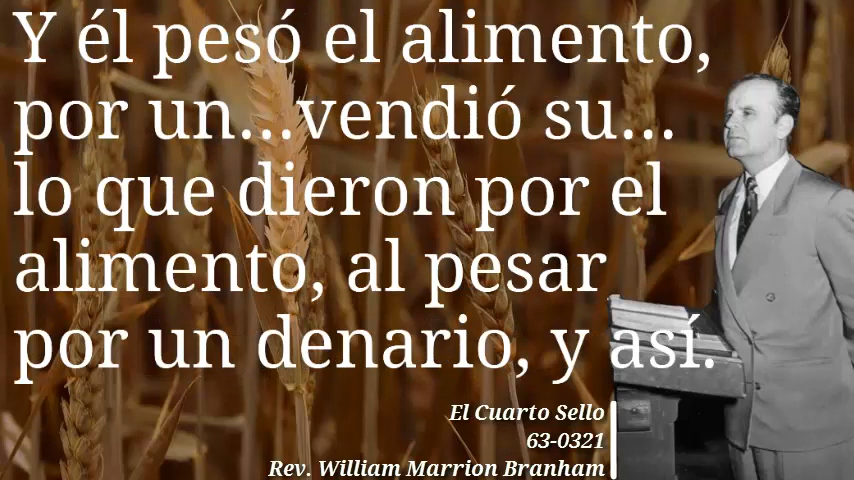 Y él pesó el alimento,
por un...vendió su...
lo que dieron por el
alimento, al pesar
por un denario, y así.
El Cuarto Sello
63-0321
Rev. William Marrion Branham